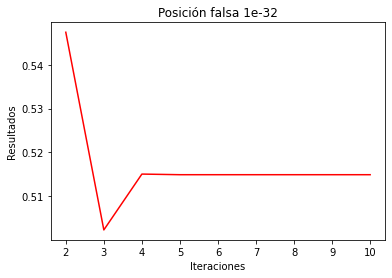 Posición falsa 1e-32
Resultados
0.54
0.53
0.52
0.51
2 3 4 5 6 7 8 9 10
Iteraciones